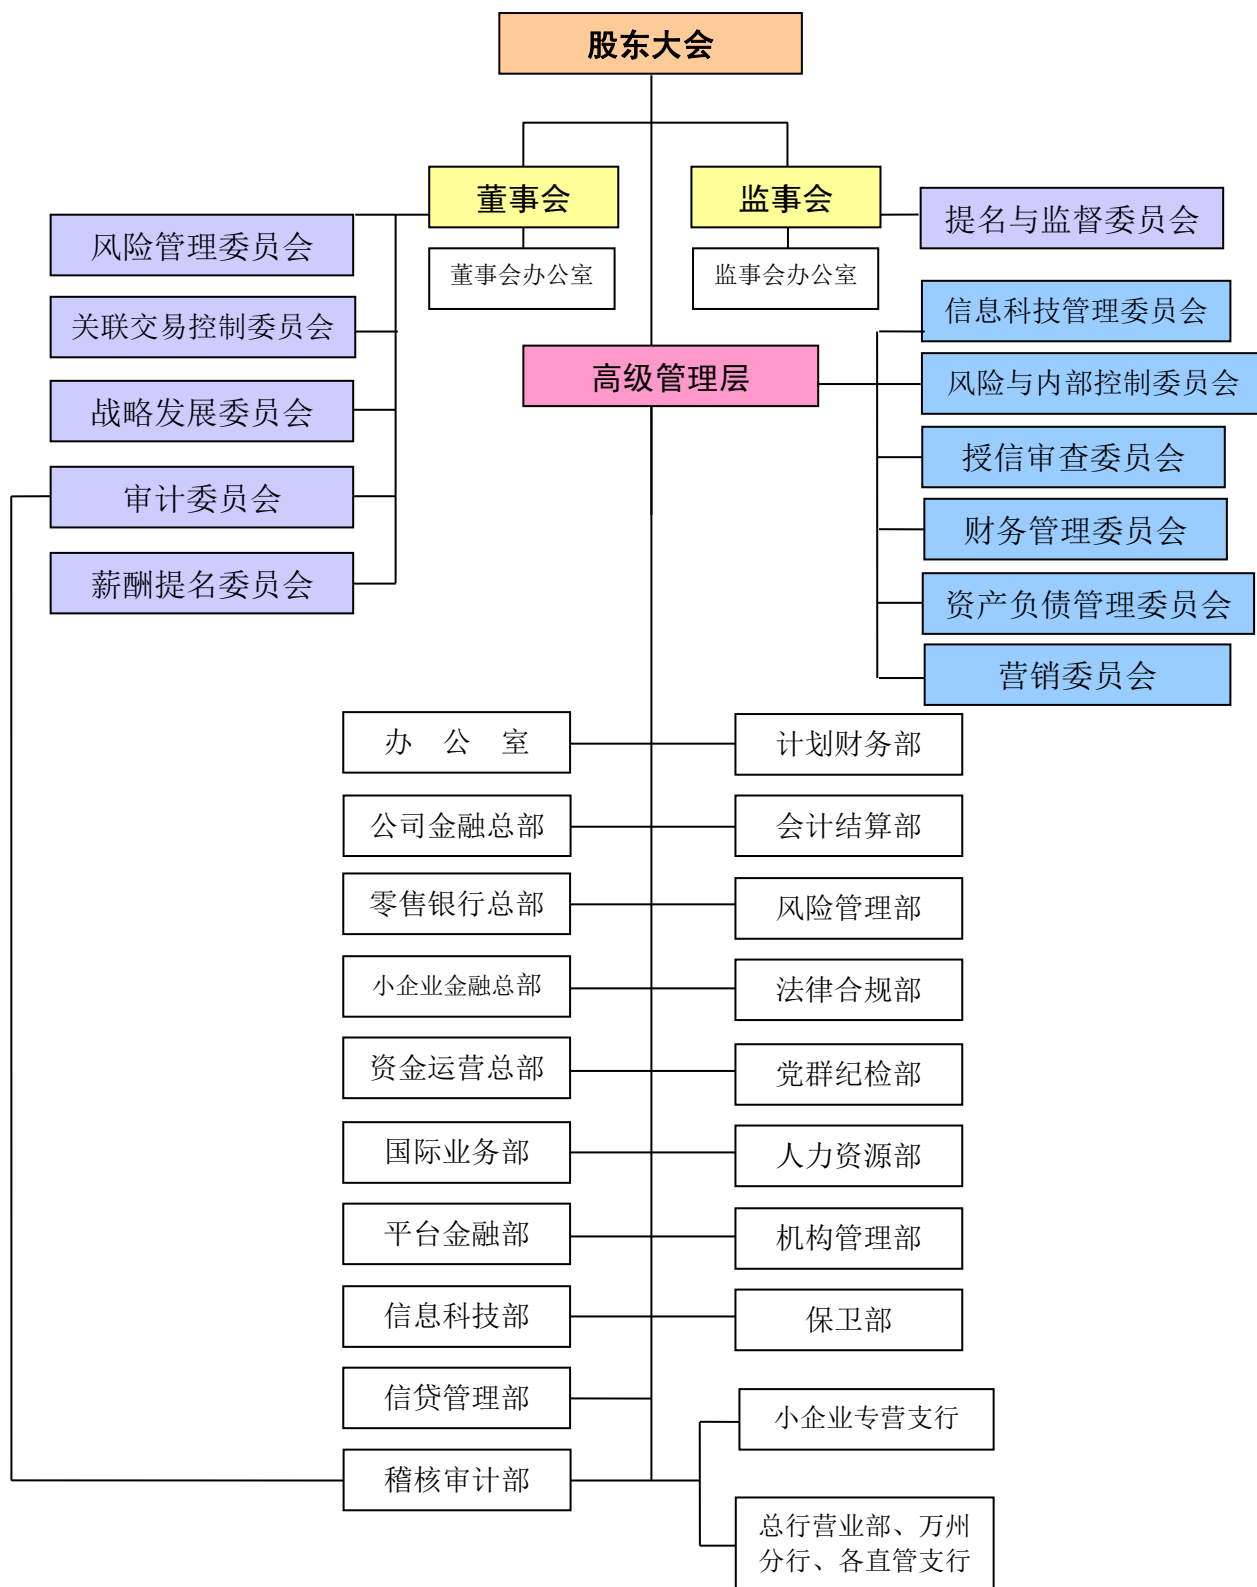 股东大会
董事会
监事会
提名与监督委员会
风险管理委员会
董事会办公室
监事会办公室
信息科技管理委员会
关联交易控制委员会
高级管理层
风险与内部控制委员会
战略发展委员会
授信审查委员会
审计委员会
财务管理委员会
薪酬提名委员会
资产负债管理委员会
营销委员会
办 公 室
计划财务部
公司金融总部
会计结算部
零售银行总部
风险管理部
小企业金融总部
法律合规部
资金运营总部
党群纪检部
国际业务部
人力资源部
平台金融部
机构管理部
信息科技部
保卫部
信贷管理部
小企业专营支行
稽核审计部
总行营业部、万州
分行、各直管支行